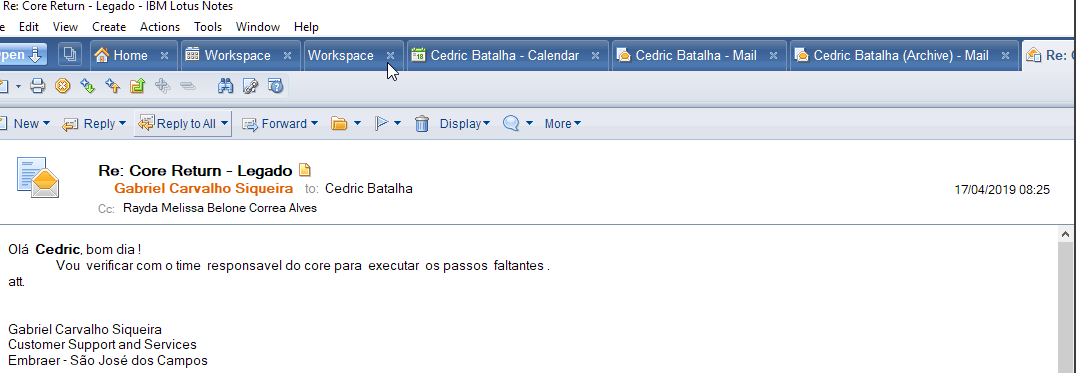 Re: Core Return - Legado - IBM Lotus Notes
Edit View Create Actions Tools Window Help
Open Home Workspace Workspace Cedric Batalha - Calendar Cedric Batalha - Mail Cedric Batalha (Archive) - Mail Re:
New Reply Reply to All Forward Display More
Re: Core Return - Legado
Gabriel Carvalho Siqueira to: Cedric Batalha 17/04/2019 08:25
Cc: Rayda Melissa Belone Correa Alves
Olá Cedric, bom dia !
Vou verificar com o time responsavel do core para executar os passos faltantes .
att.
Gabriel Carvalho Siqueira
Customer Support and Services
Embraer - São José dos Campos